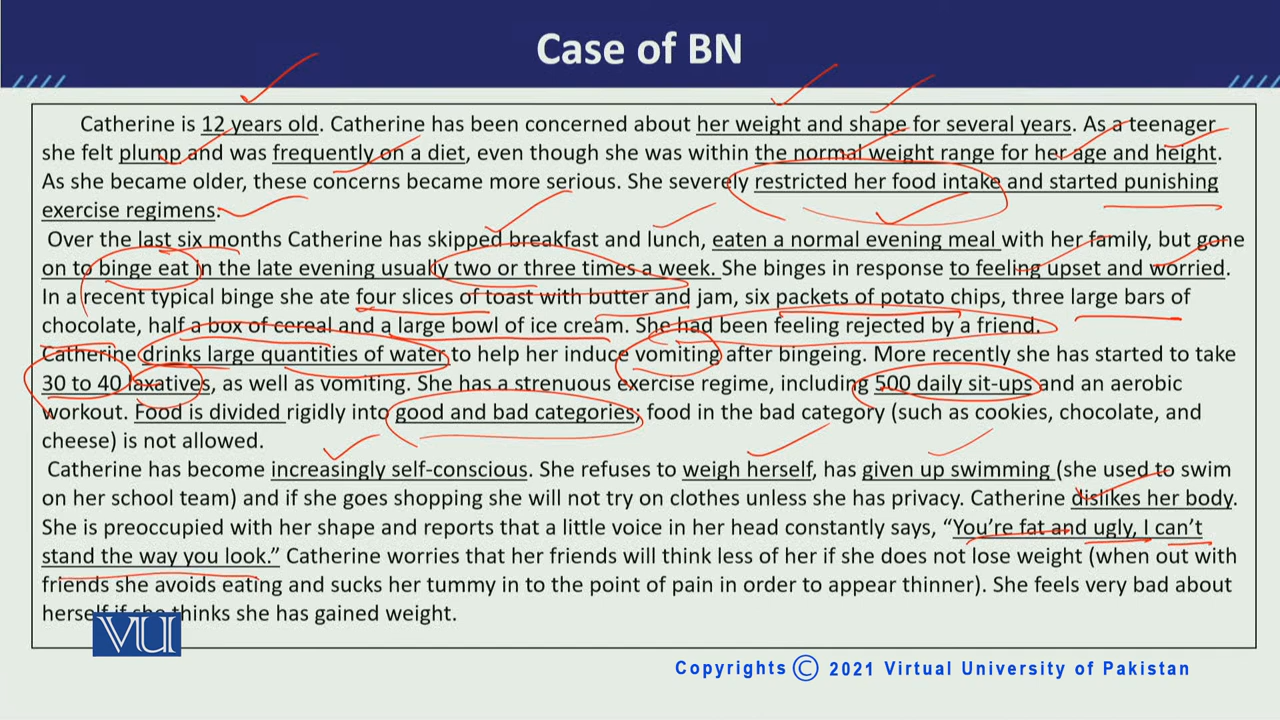 Case of BN
Catherine is 12 years old. Catherine has been concerned about her weight and shape for several years. As a teenager
she felt plump and was frequently on a diet, even though she was within the normal weight range for her age and height.
As she became older, these concerns became more serious. She severely restricted her food intake and started punishing
exercise regimens.
Over the last six months Catherine has skipped breakfast and lunch, eaten a normal evening meal with her family, but gone
on to binge eat in the late evening usually two or three times a week. She binges in response to feeling upset and worried.
In a recent typical binge she ate four slices of toast with butter and jam, six packets of potato chips, three large bars of
chocolate, half a box of cereal and a large bowl of ice cream. She had been feeling rejected by a friend.
Catherine drinks large quantities of water to help her induce vomiting after bingeing. More recently she has started to take
30 to 40 laxatives, as well as vomiting. She has a strenuous exercise regime, including 500 daily sit-ups and an aerobic
workout. Food is divided rigidly into good and bad categories; food in the bad category (such as cookies, chocolate, and
cheese) is not allowed.
Catherine has become increasingly self-conscious. She refuses to weigh herself, has given up swimming (she used to swim
on her school team) and if she goes shopping she will not try on clothes unless she has privacy. Catherine dislikes her body.
She is preoccupied with her shape and reports that a little voice in her head constantly says, “You’re fat and ugly, I can’t
stand the way you look.” Catherine worries that her friends will think less of her if she does not lose weight (when out with
friends she avoids eating and sucks her tummy in to the point of pain in order to appear thinner). She feels very bad about
herself if she thinks she has gained weight.
VU
Copyrights © 2021 Virtual University of Pakistan